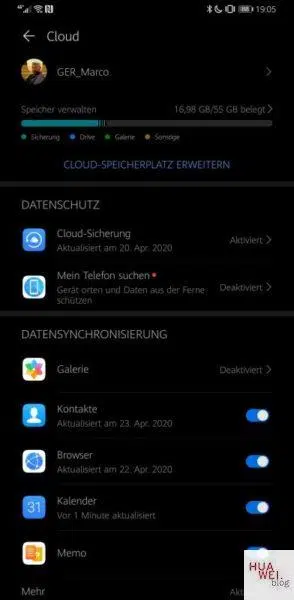 19:05
Cloud
GER_Marco
Speicher verwalten 16,98 GB/55 GB belegt
Sicherung Drive Galerie Sonstige
CLOUD-SPEICHERPLATZ ERWEITERN
DATENSCHUTZ
Cloud-Sicherung
Aktualisiert am 20. Apr. 2020
Aktiviert
Mein Telefon suchen
Gerät orten und Daten aus der Ferne
schützen
Deaktiviert
DATENSYNCHRONISIERUNG
Galerie
Deaktiviert
Kontakte
Aktualisiert am 23. Apr. 2020
Browser
Aktualisiert am 22. Apr. 2020
31
Kalender
Vor 1 Minute aktualisiert
Memo
Mehr
HUA
WEI.
blog